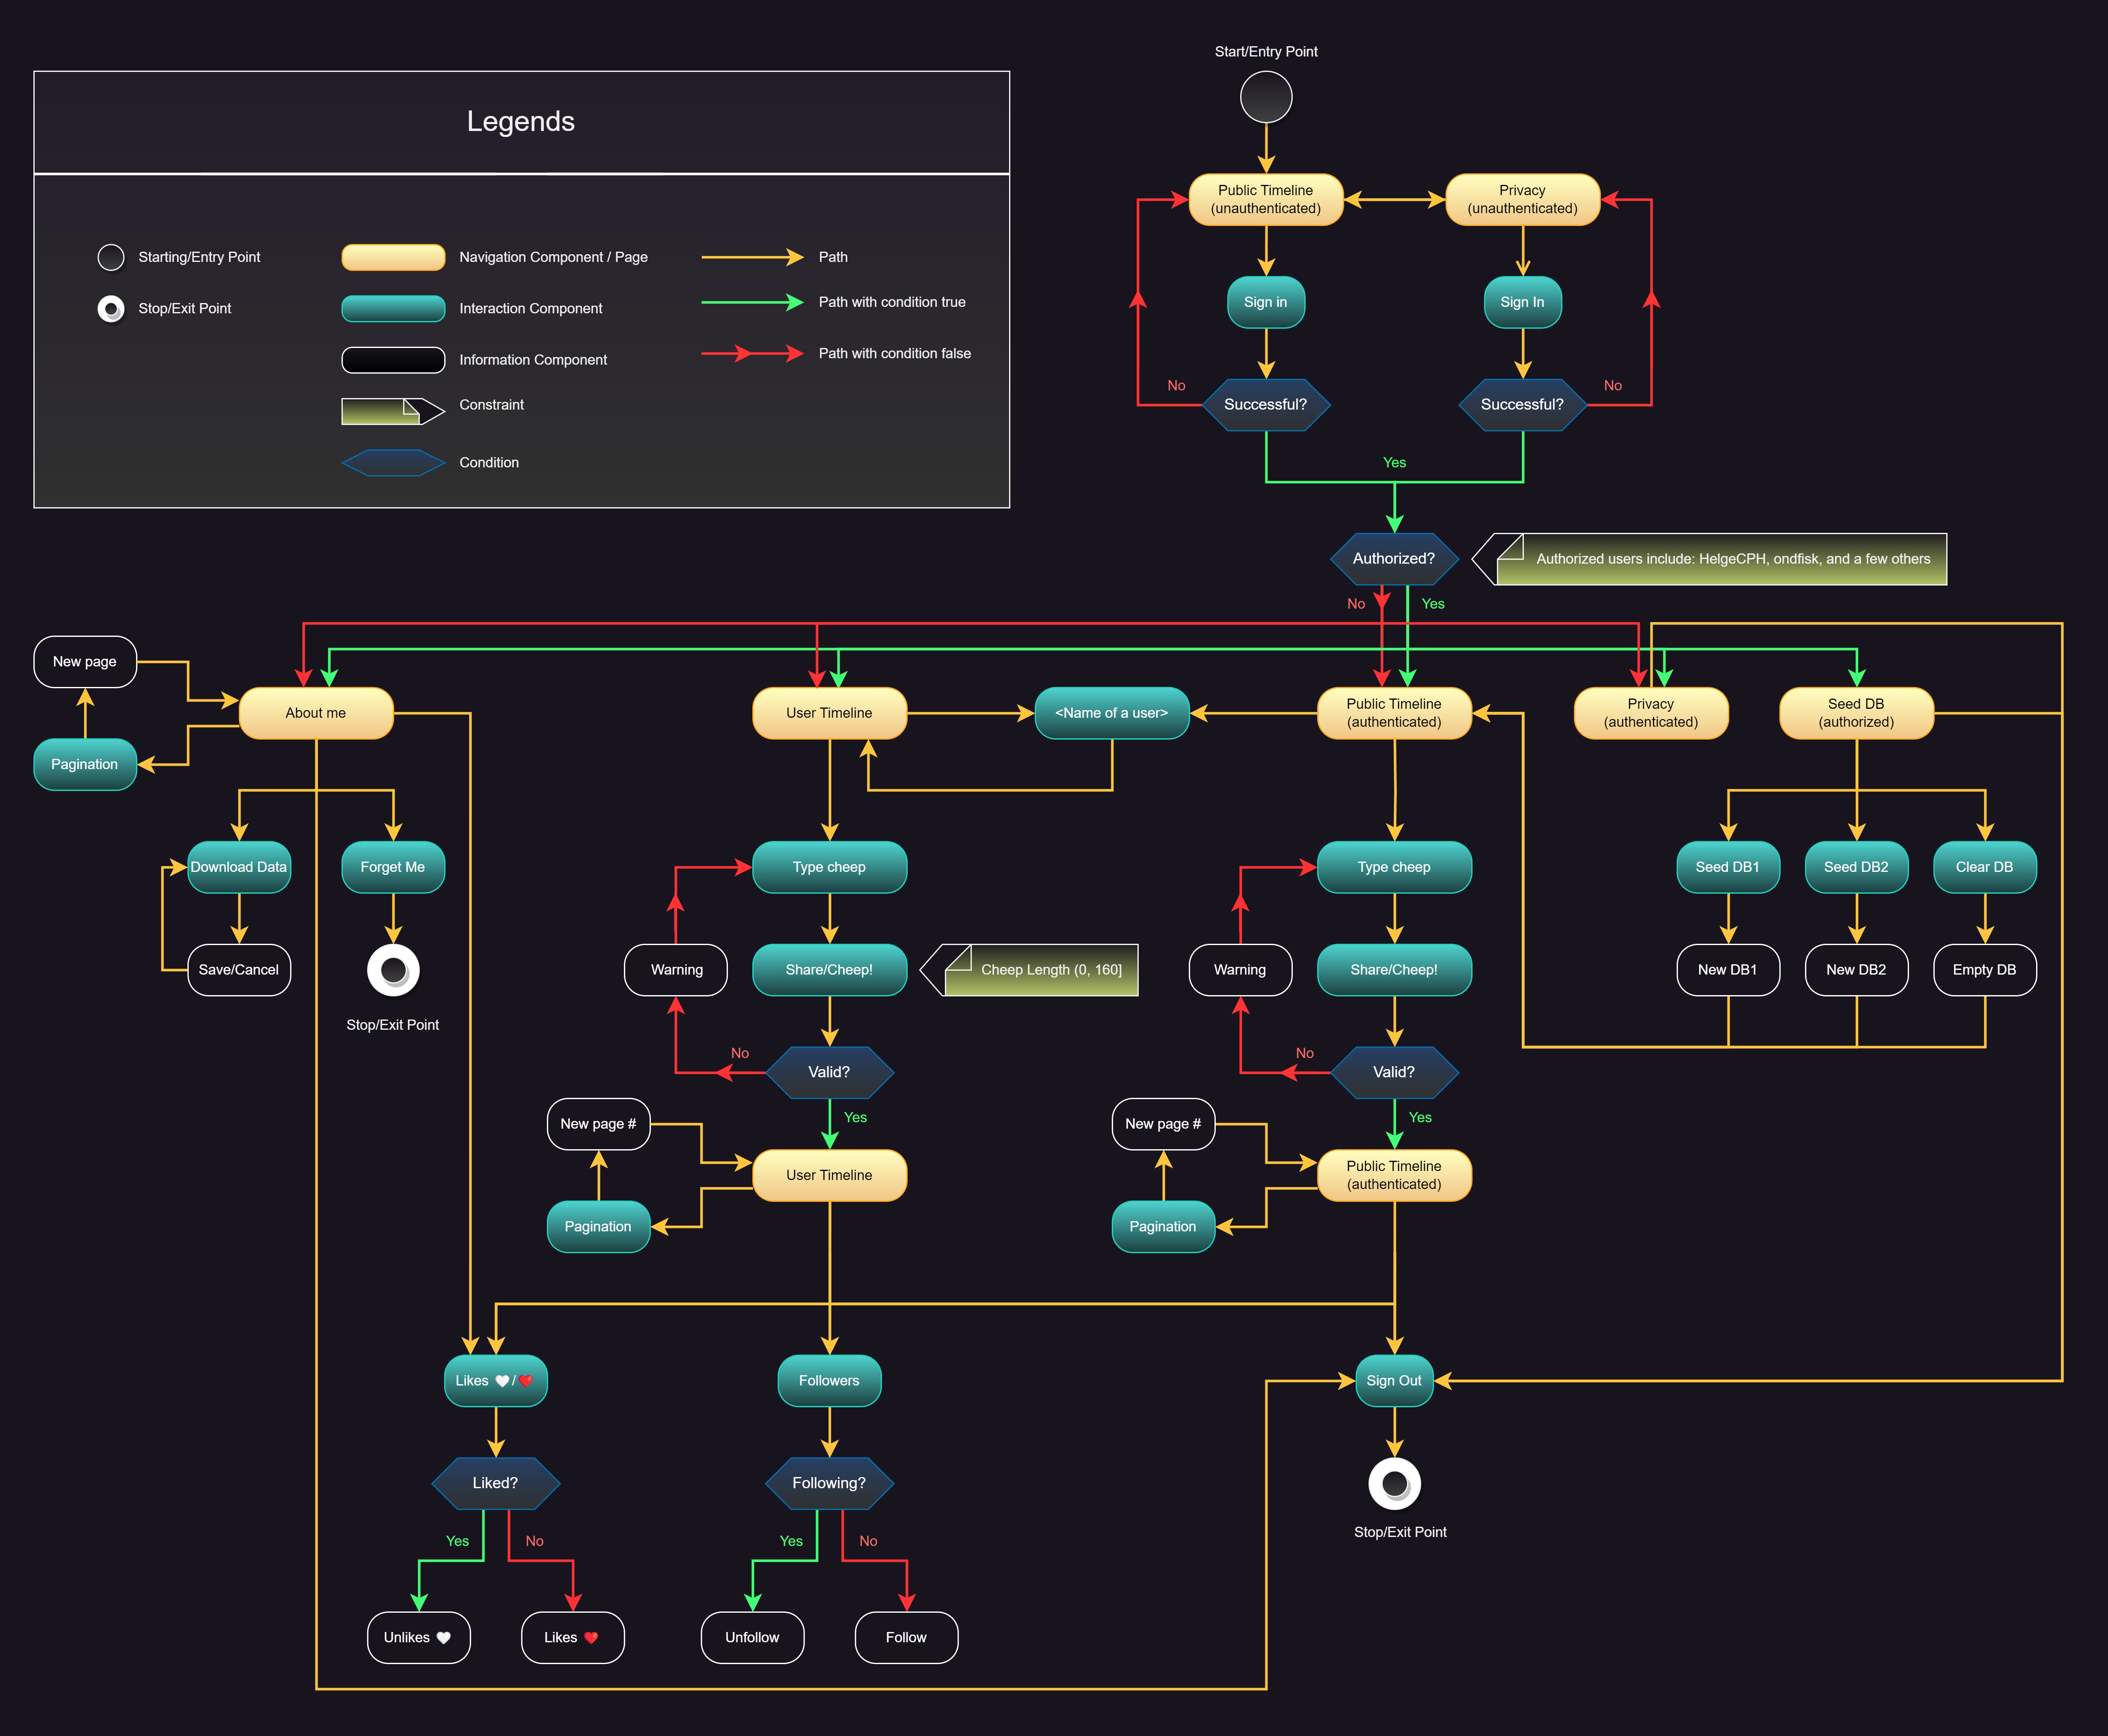 Start/Entry Point
Legends
Starting/Entry Point
Navigation Component / Page
Path
Stop/Exit Point
Interaction Component
Path with condition true
Information Component
Path with condition false
Constraint
Condition
Public Timeline
(unauthenticated)
Privacy
(unauthenticated)
Sign in
Sign In
No
Successful?
Successful?
No
Yes
Authorized?
Authorized users include: HelgeCPH, ondfisk, and a few others
No
Yes
New page
About me
User Timeline
<Name of a user>
Public Timeline
(authenticated)
Privacy
(authenticated)
Seed DB
(authorized)
Pagination
Download Data
Forget Me
Type cheep
Type cheep
Seed DB1
Seed DB2
Clear DB
Save/Cancel
Warning
Share/Cheep!
Cheep Length (0, 160]
Warning
Share/Cheep!
New DB1
New DB2
Empty DB
Stop/Exit Point
No
Valid?
No
Valid?
Yes
Yes
New page #
New page #
User Timeline
Public Timeline
(authenticated)
Pagination
Pagination
Likes 🤍/❤️
Followers
Sign Out
Liked?
Following?
Stop/Exit Point
Yes
No
Yes
No
Unlikes 🤍
Likes ❤️
Unfollow
Follow